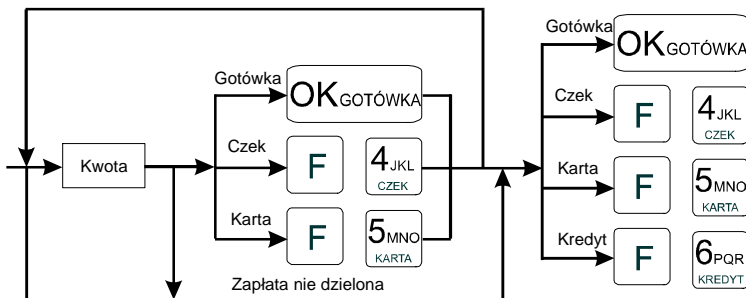 Gotówka
OK GOTÓWKA
Czek
F 4 JKL
CZEK
Kwota
Karta
F 5 MNO
KARTA
Zapłata nie dzielona
Gotówka
OK GOTÓWKA
Czek
F 4 JKL
CZEK
Karta
F 5 MNO
KARTA
Kredyt
F 6 PQR
KREDYT